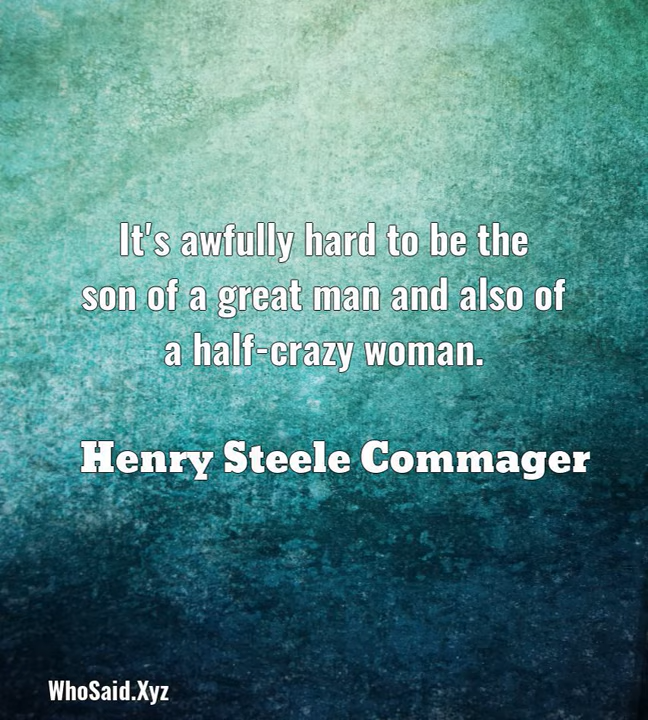 It's awfully hard to be the
son of a great man and also of
a half-crazy woman.
Henry Steele Commager
WhoSaid.Xyz